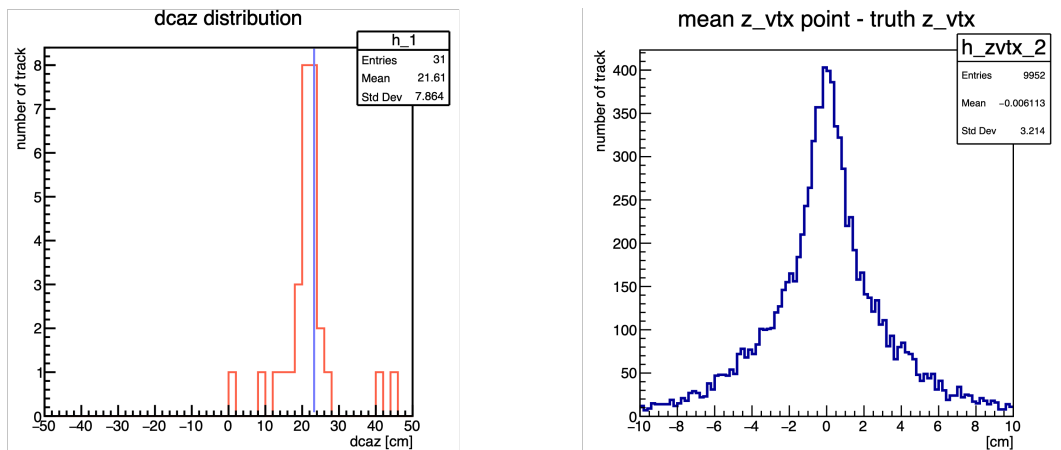 dcaz distribution
h_1
Entries 31
Mean 21.61
Std Dev 7.864
number of track
8
7
6
5
4
3
2
1
0
−50 −40 −30 −20 −10 0 10 20 30 40 50
dcaz [cm]
mean z_vtx point - truth z_vtx
h_zvtx_2
Entries 9952
Mean −0.006113
Std Dev 3.214
number of track
400
350
300
250
200
150
100
50
0
−10 −8 −6 −4 −2 0 2 4 6 8 10
[cm]